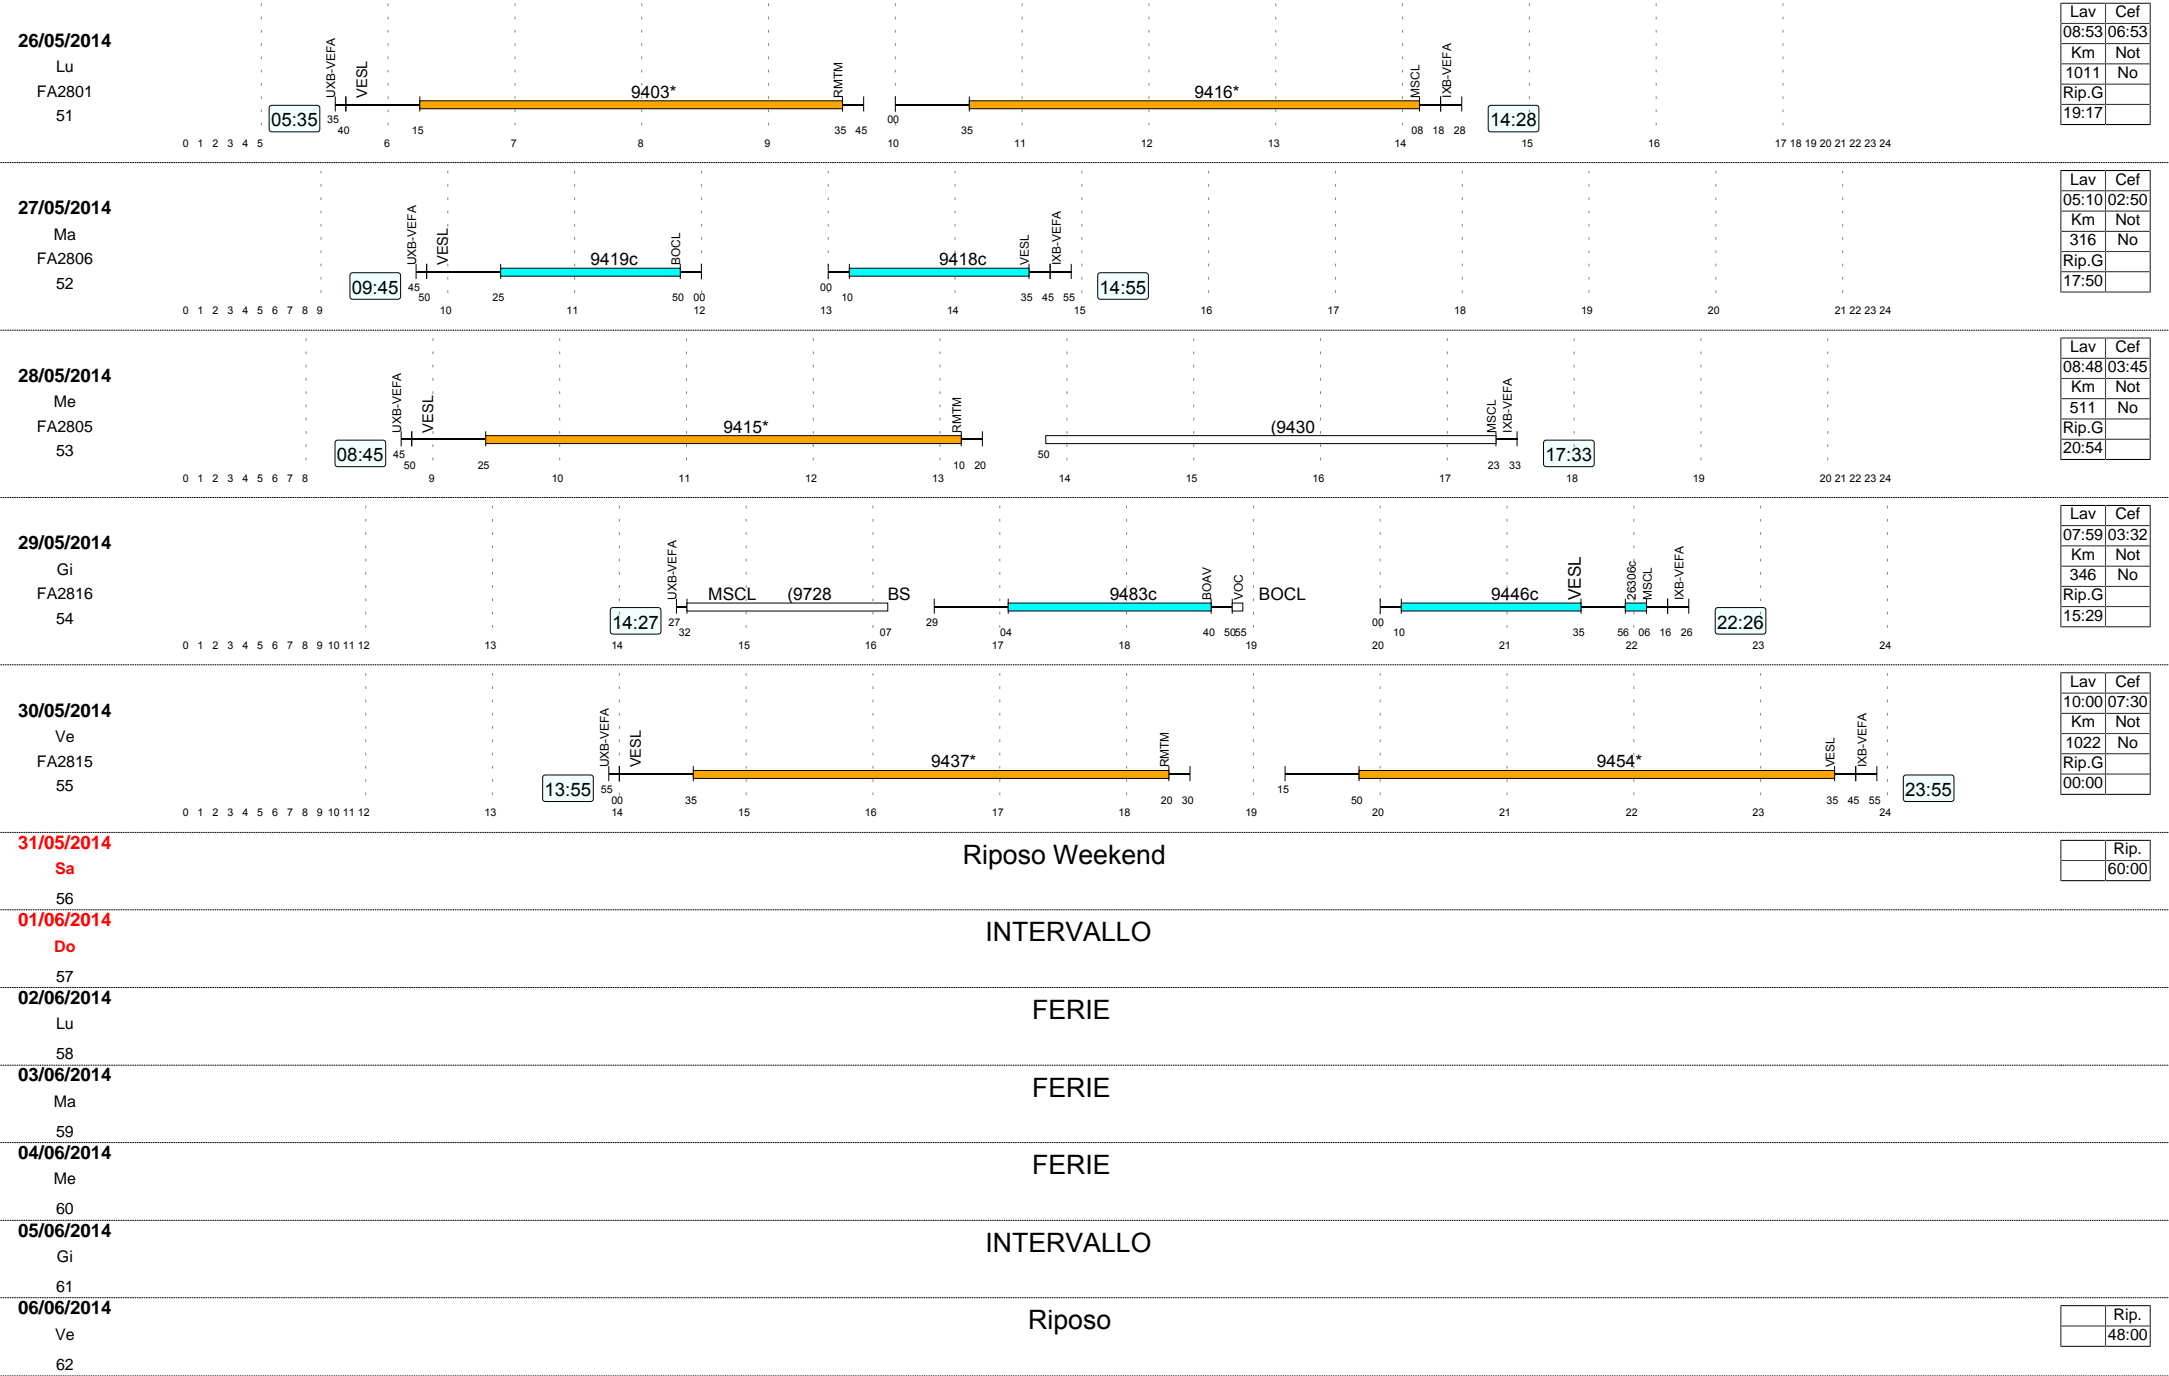 26/05/2014
Lu
FA2801
51
05:35
UXB-VEFA
VESL
9403*
RMTM
9416*
MSCL
IXB-VEFA
14:28
35 40 15 35 45 00 35 08 18 28
0 1 2 3 4 5 6 7 8 9 10 11 12 13 14 15 16 17 18 19 20 21 22 23 24
Lav Cef
08:53 06:53
Km Not
1011 No
Rip.G
19:17
27/05/2014
Ma
FA2806
52
09:45
UXB-VEFA
VESL
9419c
BOCL
9418c
VESL
IXB-VEFA
14:55
45 50 25 50 00 00 10 35 45 55
0 1 2 3 4 5 6 7 8 9 10 11 12 13 14 15 16 17 18 19 20 21 22 23 24
Lav Cef
05:10 02:50
Km Not
316 No
Rip.G
17:50
28/05/2014
Me
FA2805
53
08:45
UXB-VEFA
VESL
9415*
RMTM
(9430
MSCL
IXB-VEFA
17:33
45 50 25 10 20 50 23 33
0 1 2 3 4 5 6 7 8 9 10 11 12 13 14 15 16 17 18 19 20 21 22 23 24
Lav Cef
08:48 03:45
Km Not
511 No
Rip.G
20:54
29/05/2014
Gi
FA2816
54
14:27
UXB-VEFA
MSCL (9728 BS
9483c
BOAV
VOC
BOCL
9446c
VESL
26306c
MSCL
IXB-VEFA
22:26
27 32 07 29 04 40 50 55 00 10 35 56 06 16 26
0 1 2 3 4 5 6 7 8 9 10 11 12 13 14 15 16 17 18 19 20 21 22 23 24
Lav Cef
07:59 03:32
Km Not
346 No
Rip.G
15:29
30/05/2014
Ve
FA2815
55
13:55
UXB-VEFA
VESL
9437*
RMTM
9454*
VESL
IXB-VEFA
23:55
55 00 35 20 30 15 50 35 45 55
0 1 2 3 4 5 6 7 8 9 10 11 12 13 14 15 16 17 18 19 20 21 22 23 24
Lav Cef
10:00 07:30
Km Not
1022 No
Rip.G
00:00
31/05/2014
Sa
56
Riposo Weekend
Rip.
60:00
01/06/2014
Do
57
INTERVALLO
02/06/2014
Lu
58
FERIE
03/06/2014
Ma
59
FERIE
04/06/2014
Me
60
FERIE
05/06/2014
Gi
61
INTERVALLO
06/06/2014
Ve
62
Riposo
Rip.
48:00